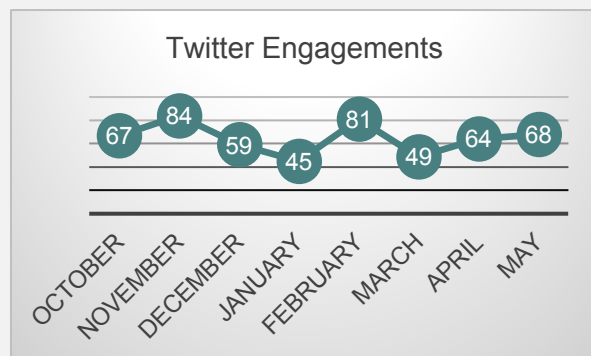 Twitter Engagements
67 84 59 45 81 49 64 68
OCTOBER NOVEMBER DECEMBER JANUARY FEBRUARY MARCH APRIL MAY